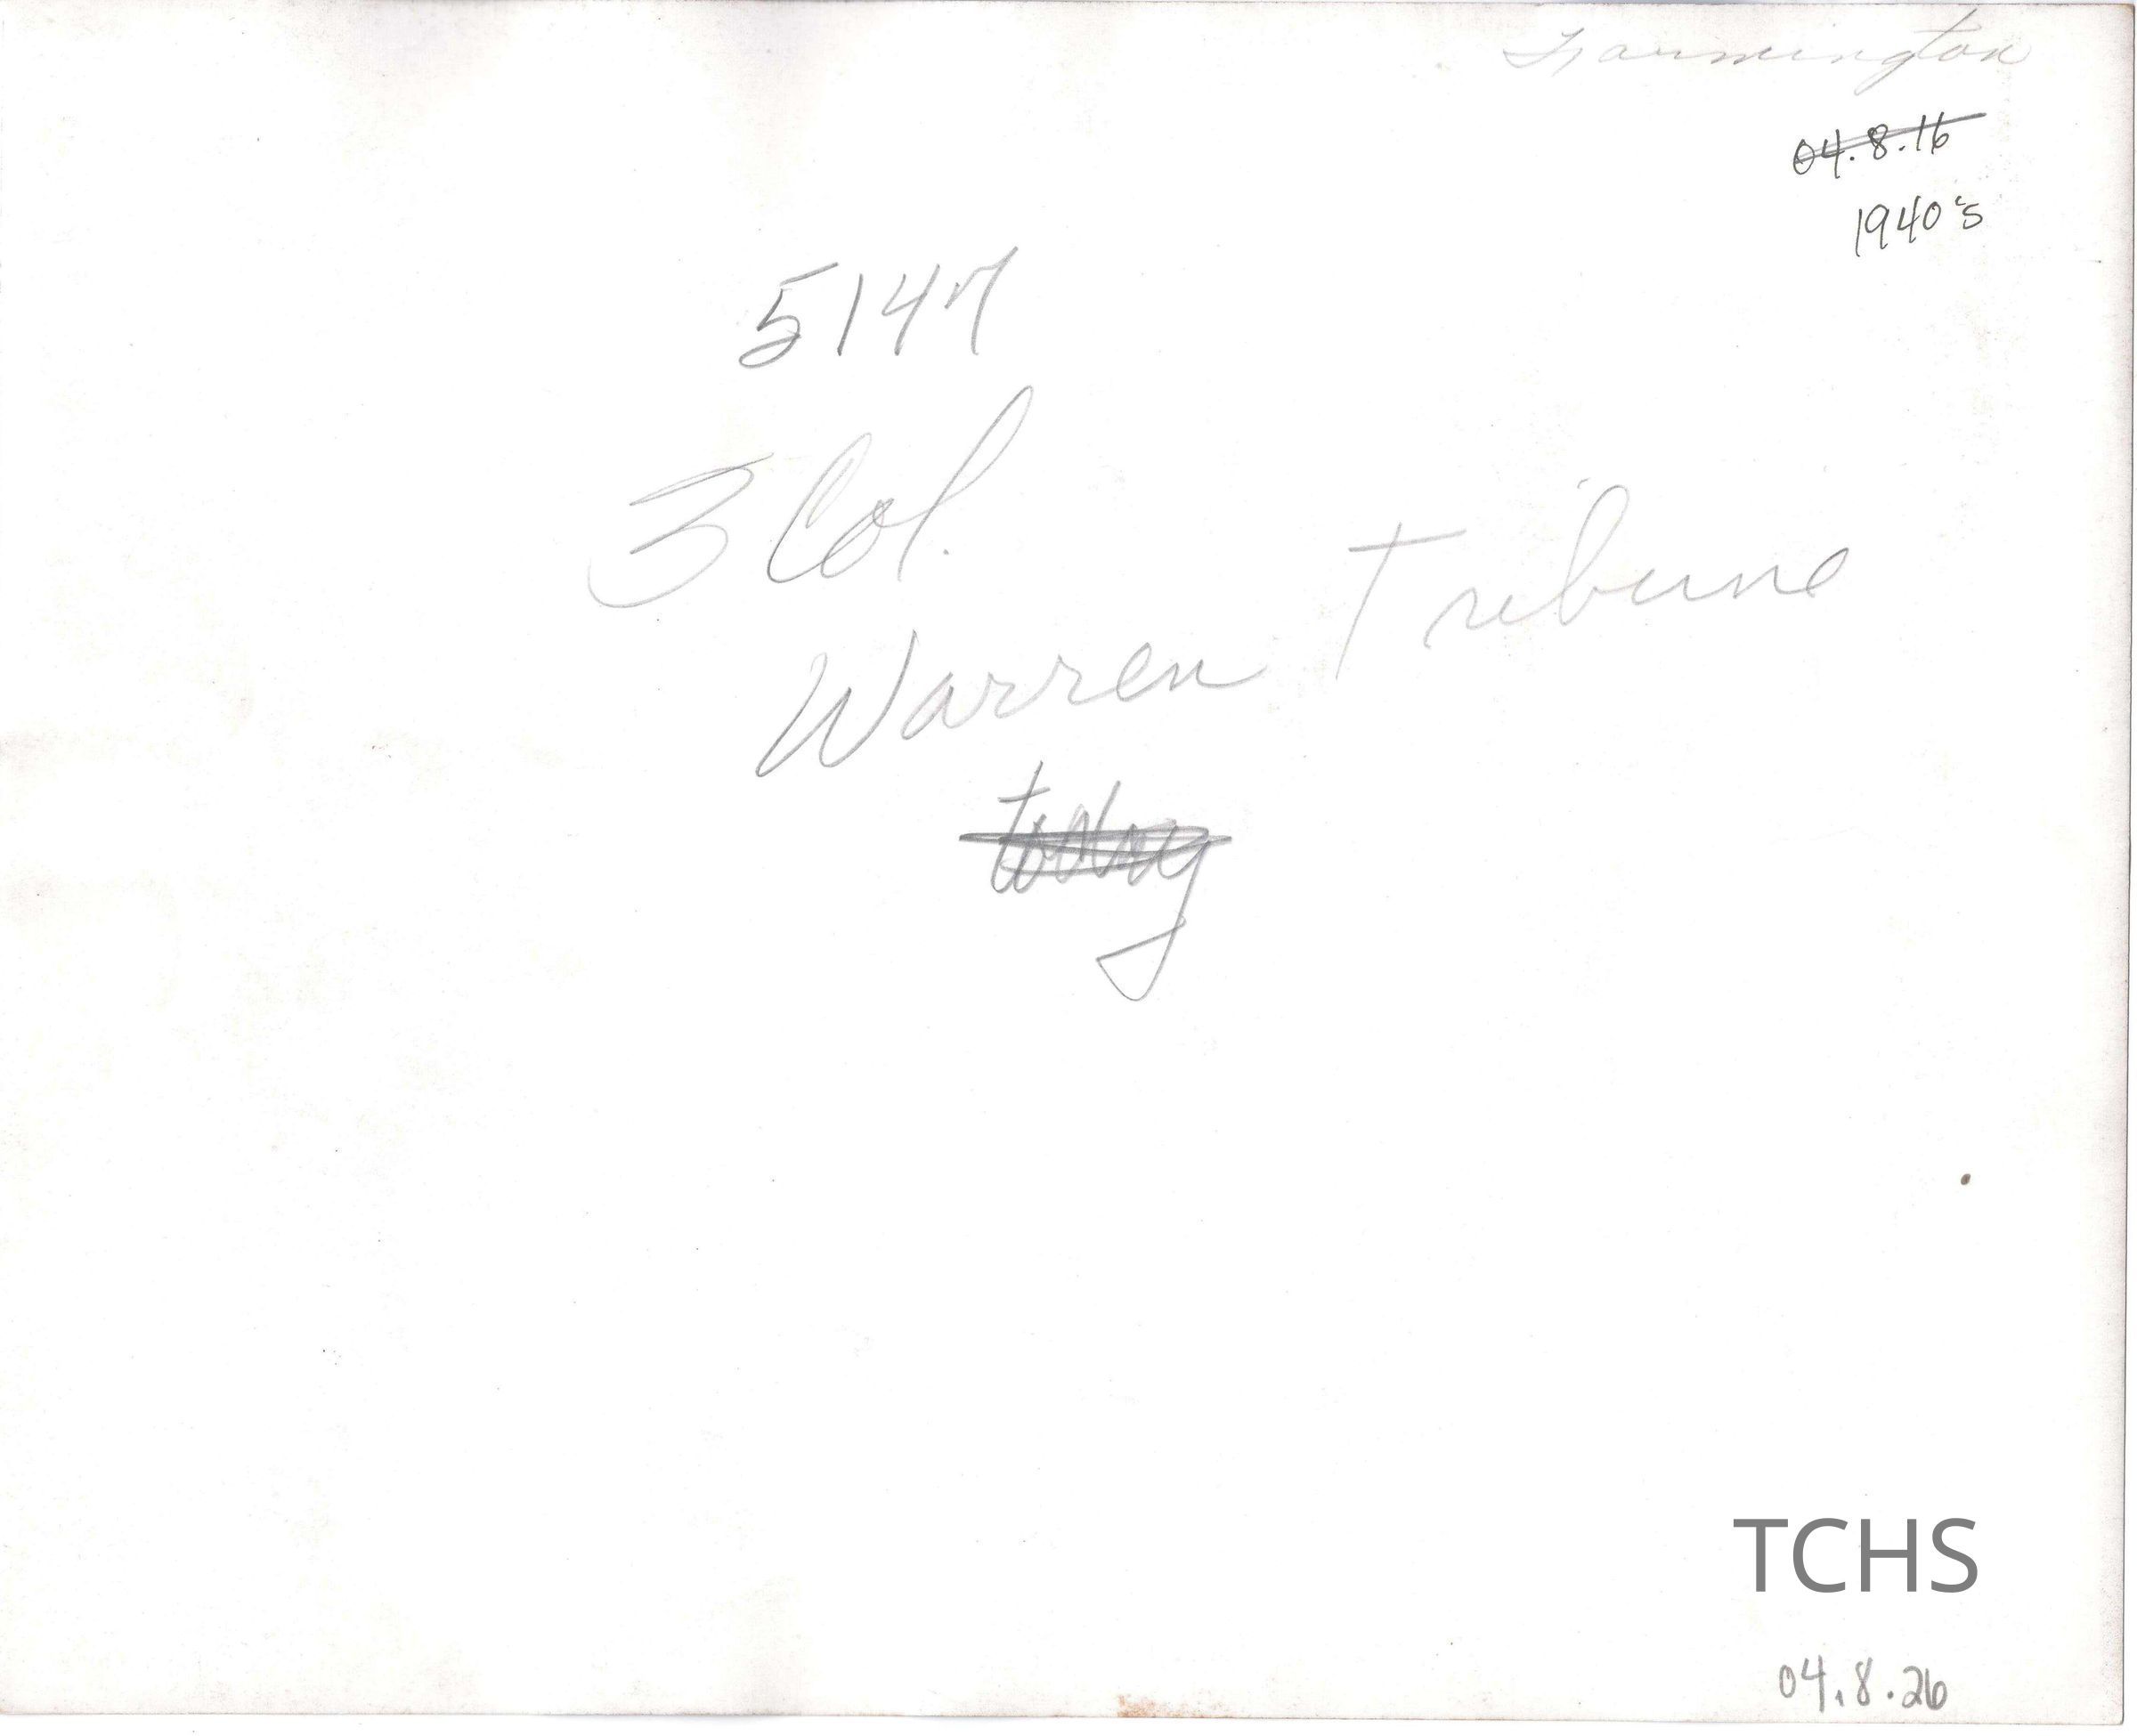 Farmington
04.8.16
1940's
5147
3 Col.
Warren Tribune
today
TCHS
04.8.26